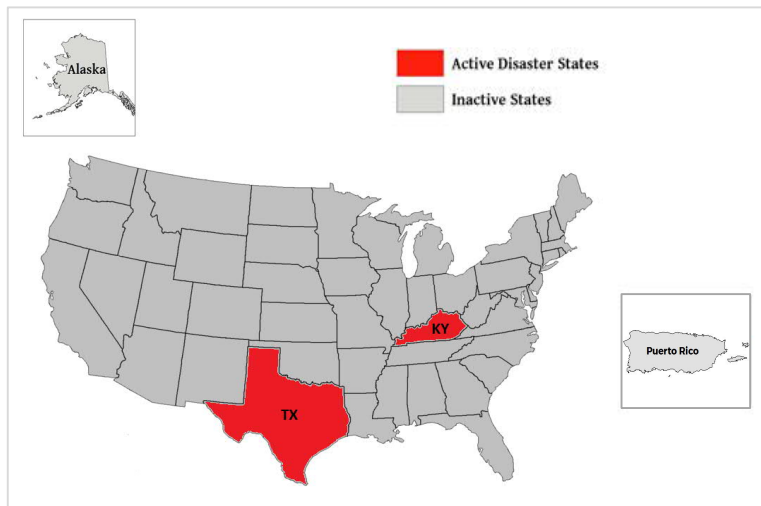 Alaska
Active Disaster States
Inactive States
KY
Puerto Rico
TX